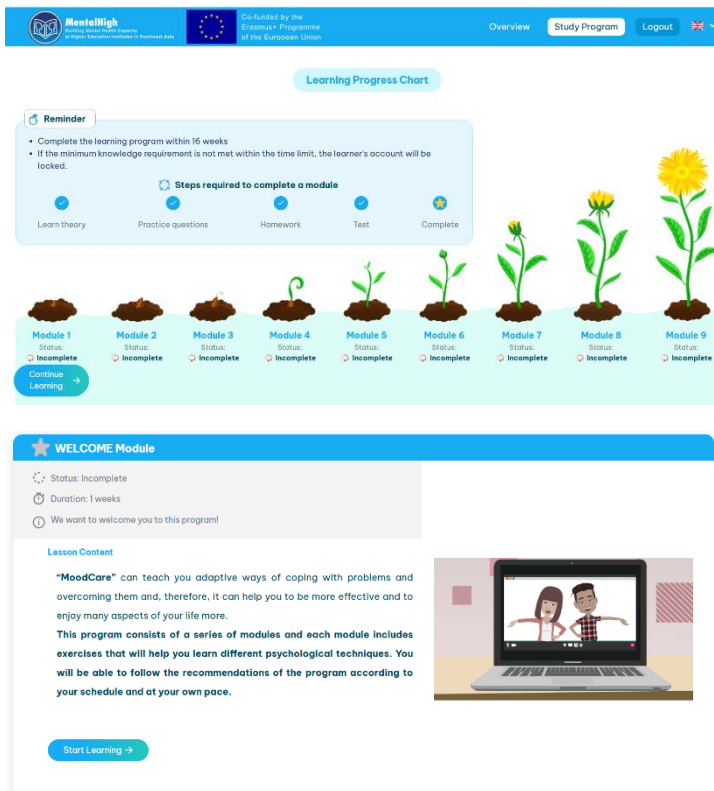 MentalHigh
Building Mental Health Capacity
at Higher Education Institutes in Southeast Asia
Co-funded by the
Erasmus+ Programme
of the European Union
Overview
Study Program
Logout
Learning Progress Chart
Reminder
• Complete the learning program within 16 weeks
• If the minimum knowledge requirement is not met within the time limit, the learner's account will be
locked.
Steps required to complete a module
Learn theory Practice questions Homework Test Complete
Module 1 Module 2 Module 3 Module 4 Module 5 Module 6 Module 7 Module 8 Module 9
Status: Status: Status: Status: Status: Status: Status: Status: Status:
Incomplete Incomplete Incomplete Incomplete Incomplete Incomplete Incomplete Incomplete Incomplete
Continue
Learning →
WELCOME Module
Status: Incomplete
Duration: 1 weeks
We want to welcome you to this program!
Lesson Content
“MoodCare” can teach you adaptive ways of coping with problems and
overcoming them and, therefore, it can help you to be more effective and to
enjoy many aspects of your life more.
This program consists of a series of modules and each module includes
exercises that will help you learn different psychological techniques. You
will be able to follow the recommendations of the program according to
your schedule and at your own pace.
Start Learning →